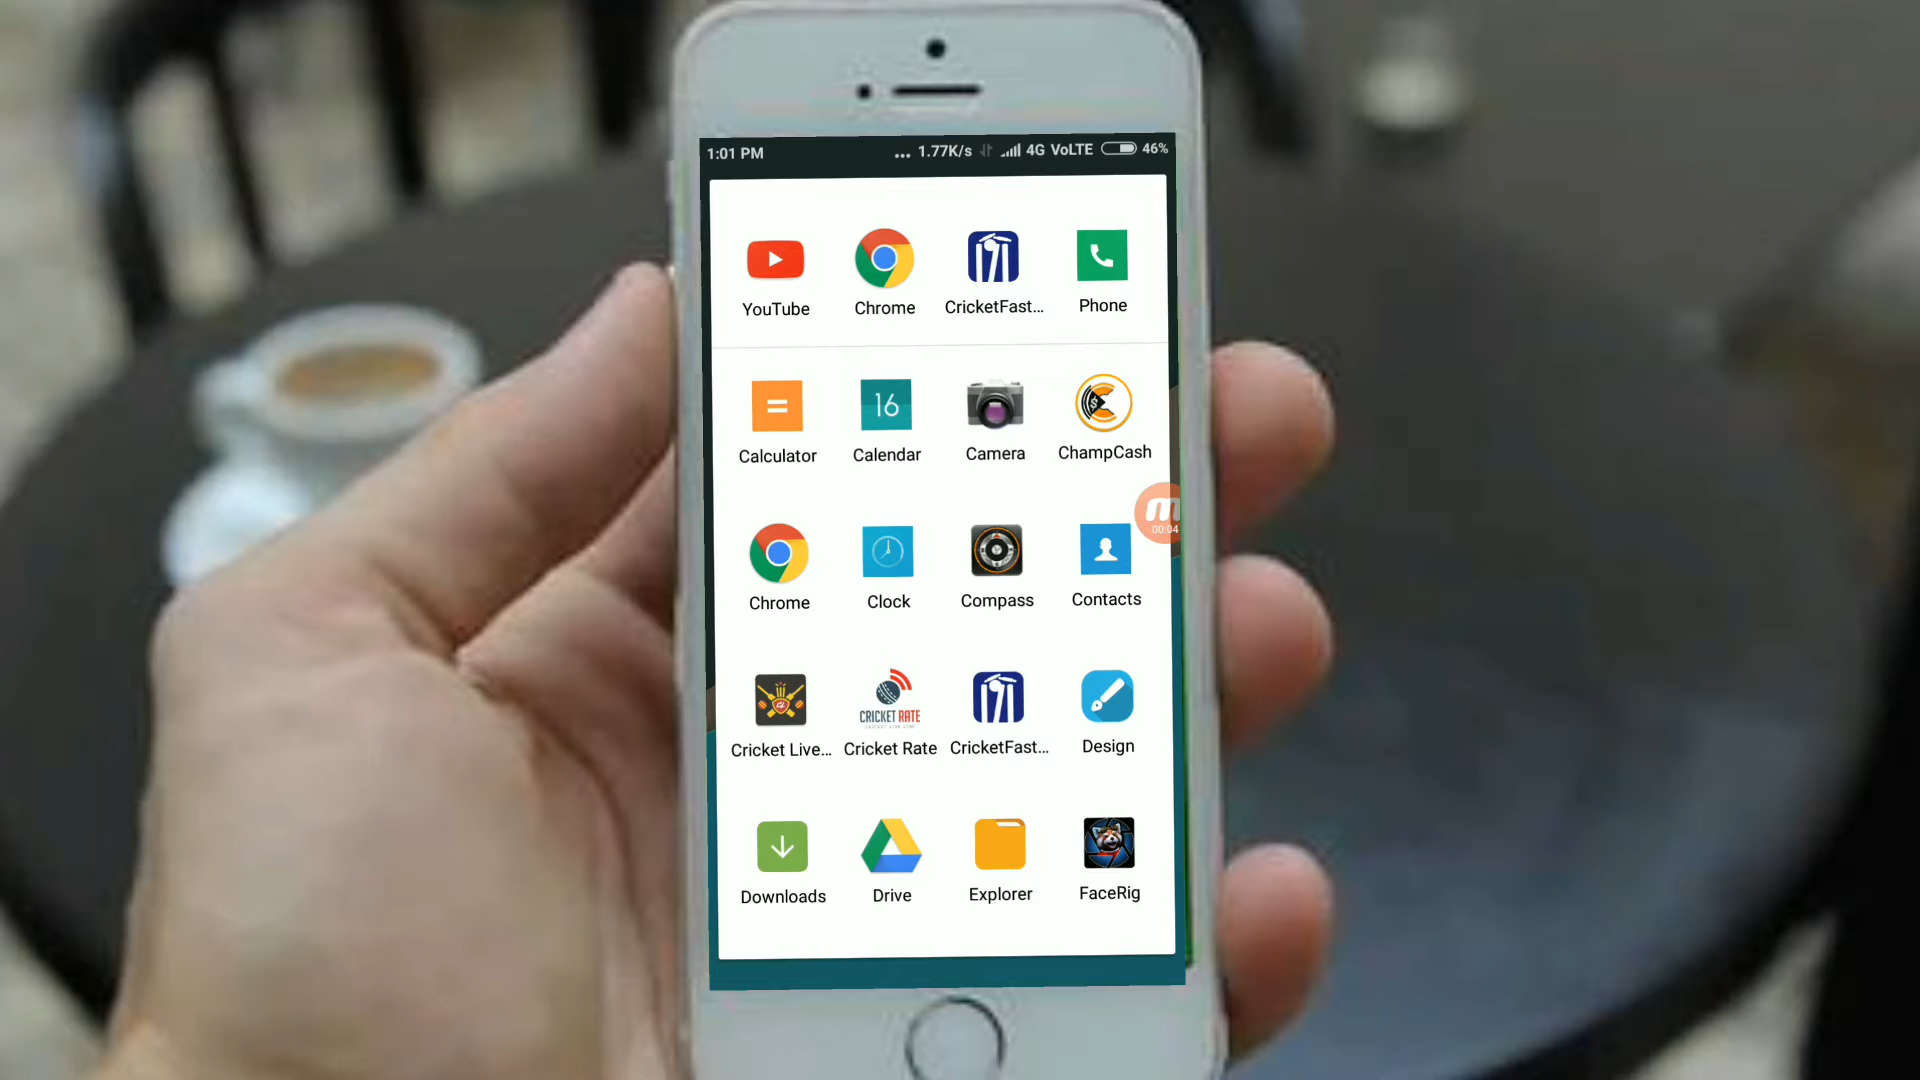 1:01 PM ... 1.77K/s 4G VoLTE 46%
YouTube Chrome CricketFast... Phone
16
Calculator Calendar Camera ChampCash
00:04
Chrome Clock Compass Contacts
CRICKET RATE
Cricket Live... Cricket Rate CricketFast... Design
Downloads Drive Explorer FaceRig